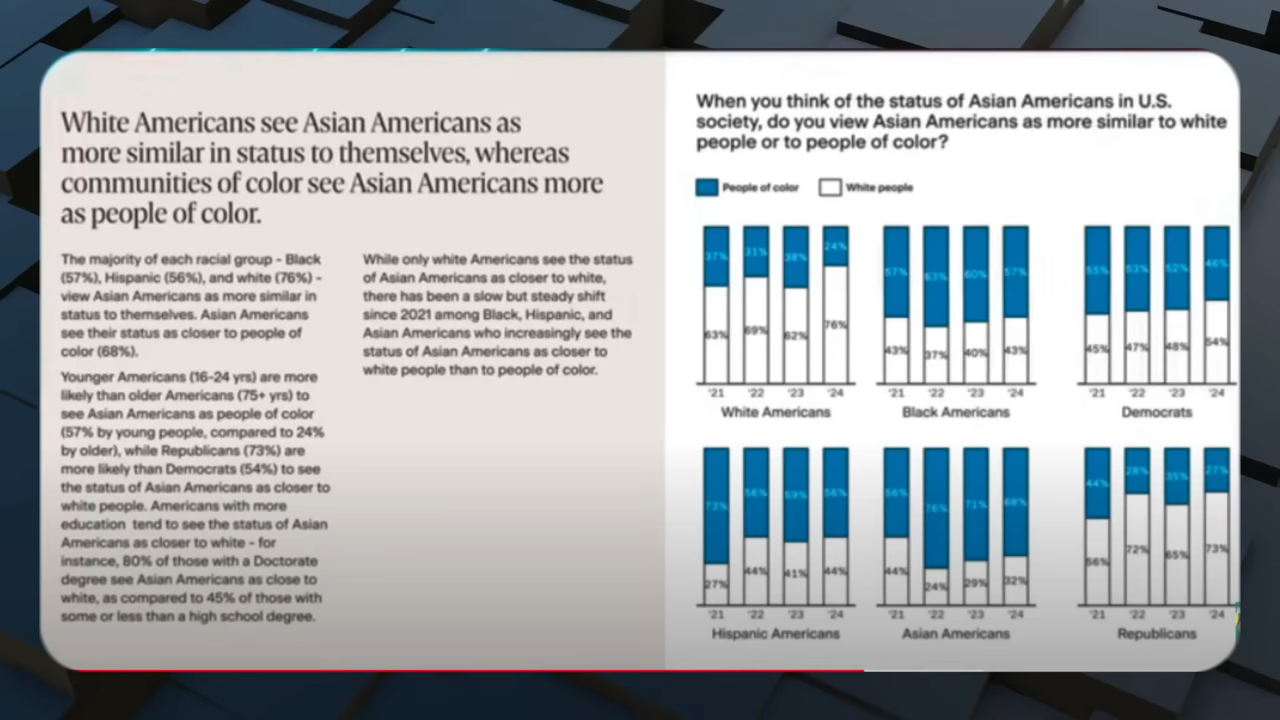 White Americans see Asian Americans as
more similar in status to themselves, whereas
communities of color see Asian Americans more
as people of color.
The majority of each racial group - Black
(57%), Hispanic (56%), and white (76%) -
view Asian Americans as more similar in
status to themselves. Asian Americans
see their status as closer to people of
color (68%).
Younger Americans (16-24 yrs) are more
likely than older Americans (75+ yrs) to
see Asian Americans as people of color
(57% by young people, compared to 24%
by older), while Republicans (73%) are
more likely than Democrats (54%) to see
the status of Asian Americans as closer to
white people. Americans with more
education tend to see the status of Asian
Americans as closer to white - for
instance, 80% of those with a Doctorate
degree see Asian Americans as close to
white, as compared to 45% of those with
some or less than a high school degree.
While only white Americans see the status
of Asian Americans as closer to white,
there has been a slow but steady shift
since 2021 among Black, Hispanic, and
Asian Americans who increasingly see the
status of Asian Americans as closer to
white people than to people of color.
When you think of the status of Asian Americans in U.S.
society, do you view Asian Americans as more similar to white
people or to people of color?
People of color White people
37% 31% 38% 24%
63% 69% 62% 76%
'21 '22 '23 '24
White Americans
57% 63% 60% 57%
43% 37% 40% 43%
'21 '22 '23 '24
Black Americans
55% 53% 52% 46%
45% 47% 48% 54%
'21 '22 '23 '24
Democrats
73% 56% 59% 56%
27% 44% 41% 44%
'21 '22 '23 '24
Hispanic Americans
56% 76% 71% 68%
44% 24% 29% 32%
'21 '22 '23 '24
Asian Americans
44% 28% 35% 27%
56% 72% 65% 73%
'21 '22 '23 '24
Republicans